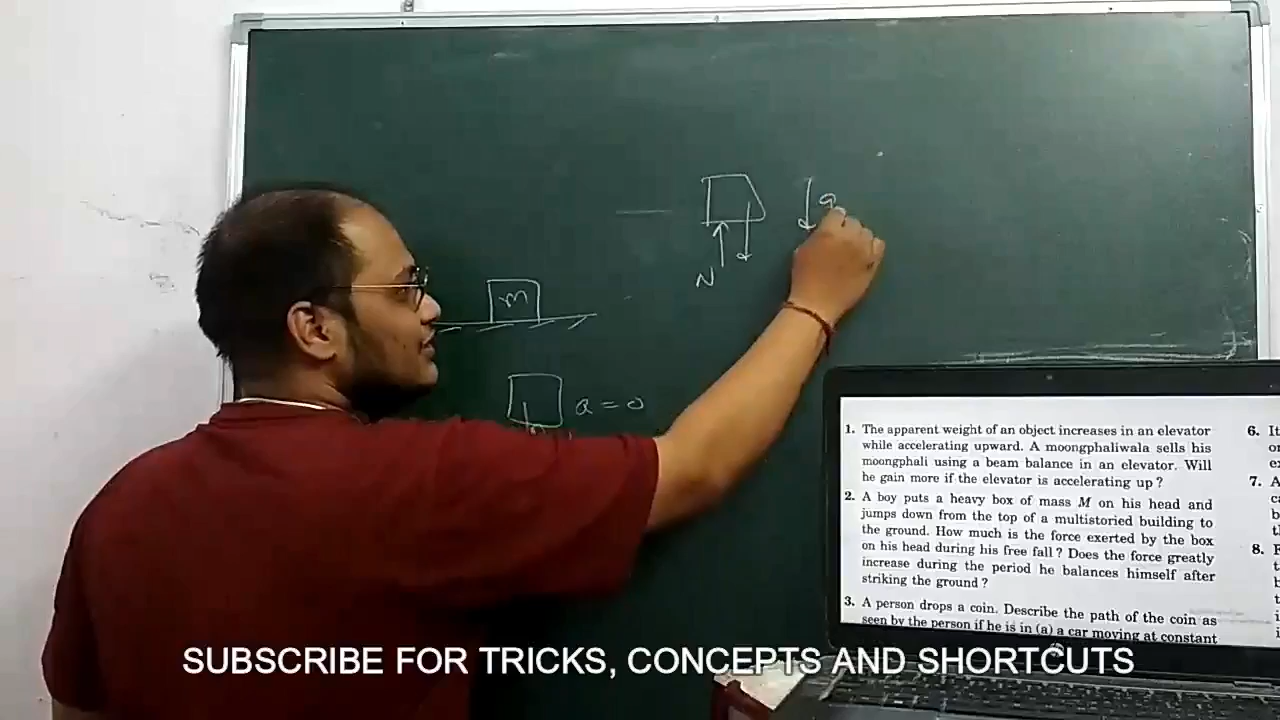 a
N
m
a = 0
1. The apparent weight of an object increases in an elevator
while accelerating upward. A moongphaliwala sells his
moongphali using a beam balance in an elevator. Will
he gain more if the elevator is accelerating up ?
2. A boy puts a heavy box of mass M on his head and
jumps down from the top of a multistoried building to
the ground. How much is the force exerted by the box
on his head during his free fall ? Does the force greatly
increase during the period he balances himself after
striking the ground ?
3. A person drops a coin. Describe the path of the coin as
seen by the person if he is in (a) a car moving at constant
6. It
7. A
8.
SUBSCRIBE FOR TRICKS, CONCEPTS AND SHORTCUTS